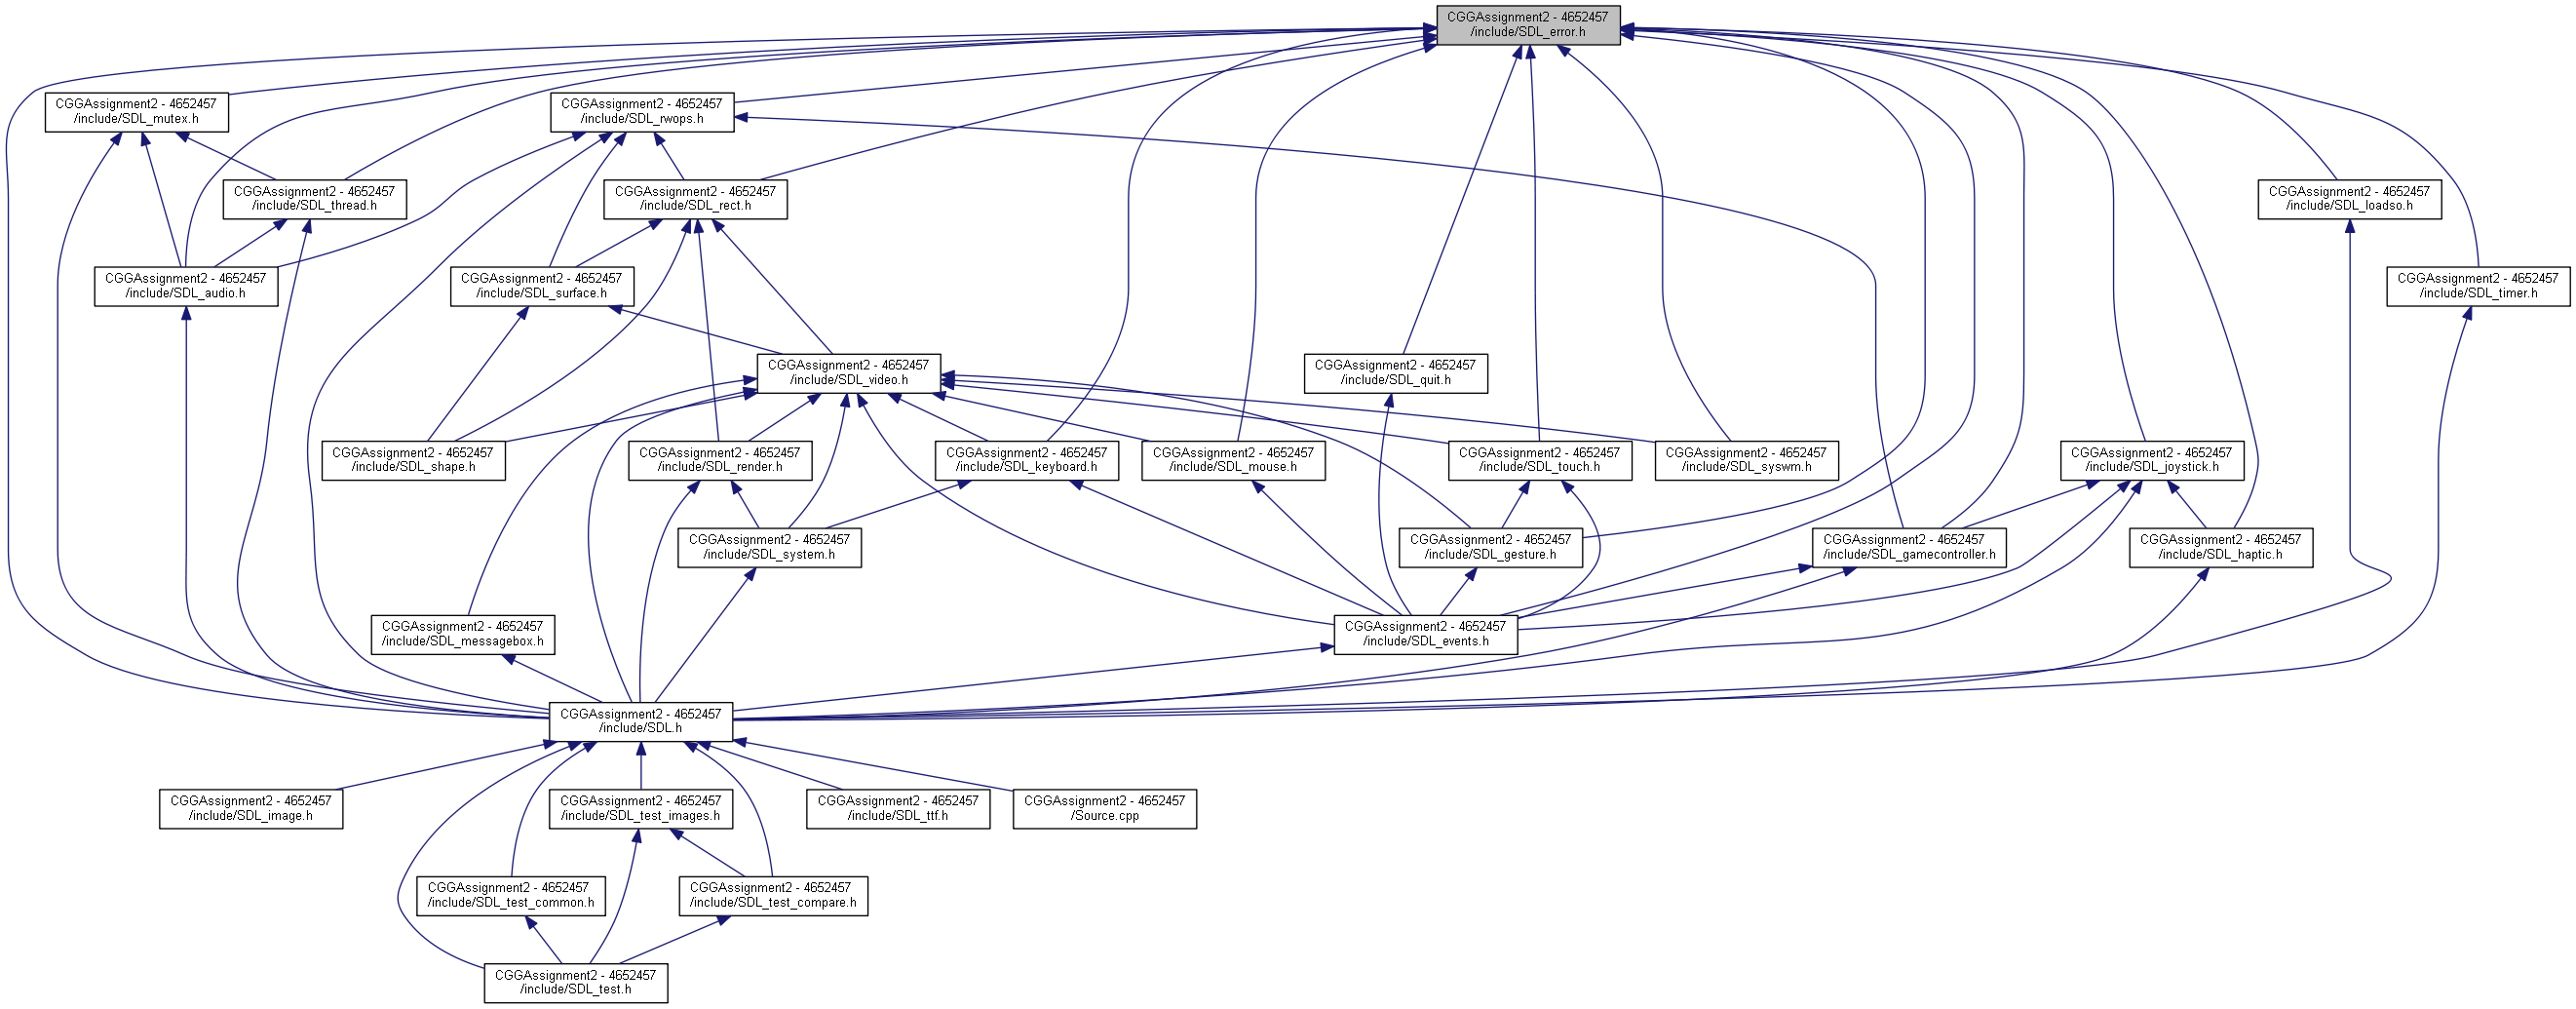 CGGAssignment2 - 4652457
/include/SDL_error.h
CGGAssignment2 - 4652457
/include/SDL_mutex.h
CGGAssignment2 - 4652457
/include/SDL_rwops.h
CGGAssignment2 - 4652457
/include/SDL_thread.h
CGGAssignment2 - 4652457
/include/SDL_rect.h
CGGAssignment2 - 4652457
/include/SDL_loadso.h
CGGAssignment2 - 4652457
/include/SDL_audio.h
CGGAssignment2 - 4652457
/include/SDL_surface.h
CGGAssignment2 - 4652457
/include/SDL_timer.h
CGGAssignment2 - 4652457
/include/SDL_video.h
CGGAssignment2 - 4652457
/include/SDL_quit.h
CGGAssignment2 - 4652457
/include/SDL_shape.h
CGGAssignment2 - 4652457
/include/SDL_render.h
CGGAssignment2 - 4652457
/include/SDL_keyboard.h
CGGAssignment2 - 4652457
/include/SDL_mouse.h
CGGAssignment2 - 4652457
/include/SDL_touch.h
CGGAssignment2 - 4652457
/include/SDL_syswm.h
CGGAssignment2 - 4652457
/include/SDL_joystick.h
CGGAssignment2 - 4652457
/include/SDL_system.h
CGGAssignment2 - 4652457
/include/SDL_gesture.h
CGGAssignment2 - 4652457
/include/SDL_gamecontroller.h
CGGAssignment2 - 4652457
/include/SDL_haptic.h
CGGAssignment2 - 4652457
/include/SDL_messagebox.h
CGGAssignment2 - 4652457
/include/SDL_events.h
CGGAssignment2 - 4652457
/include/SDL.h
CGGAssignment2 - 4652457
/include/SDL_image.h
CGGAssignment2 - 4652457
/include/SDL_test_images.h
CGGAssignment2 - 4652457
/include/SDL_ttf.h
CGGAssignment2 - 4652457
/Source.cpp
CGGAssignment2 - 4652457
/include/SDL_test_common.h
CGGAssignment2 - 4652457
/include/SDL_test_compare.h
CGGAssignment2 - 4652457
/include/SDL_test.h